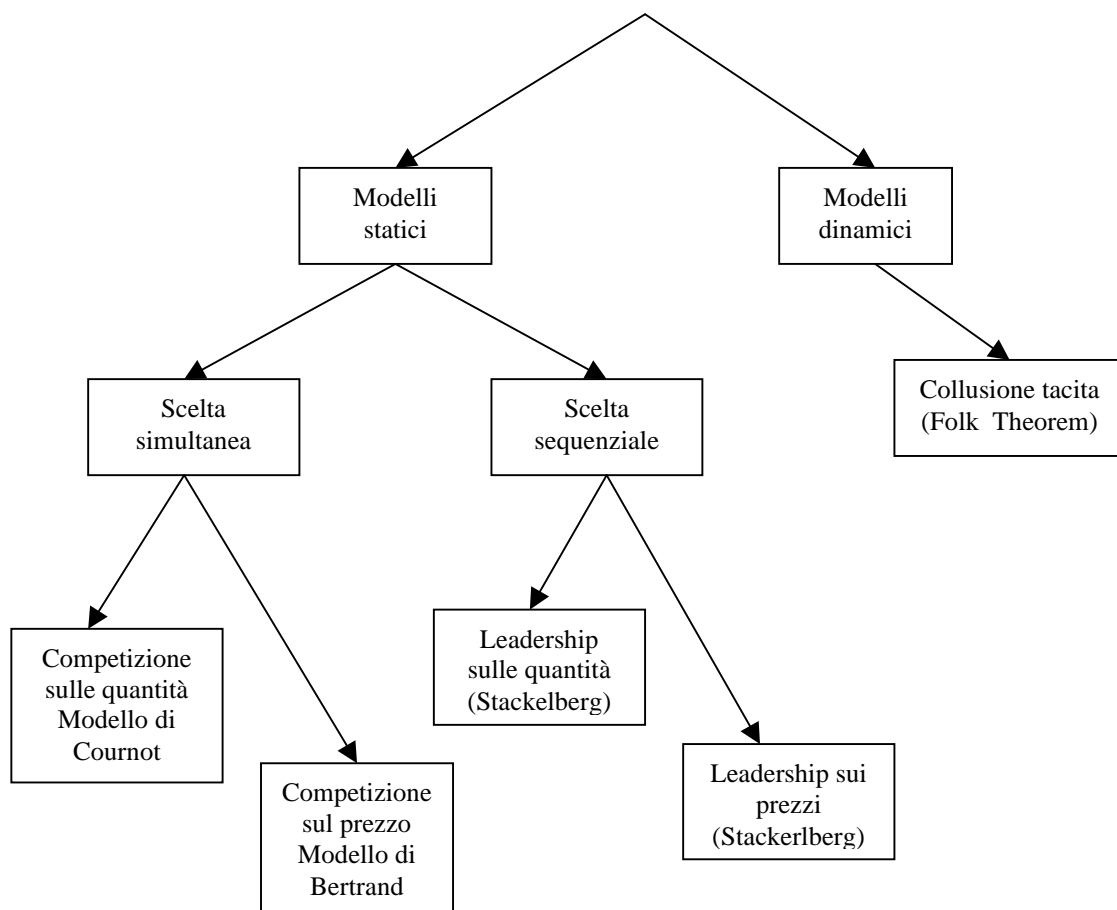 Modelli
statici
Modelli
dinamici
Scelta
simultanea
Scelta
sequenziale
Collusione tacita
(Folk Theorem)
Competizione
sulle quantità
Modello di
Cournot
Competizione
sul prezzo
Modello di
Bertrand
Leadership
sulle quantità
(Stackelberg)
Leadership sui
prezzi
(Stackerlberg)